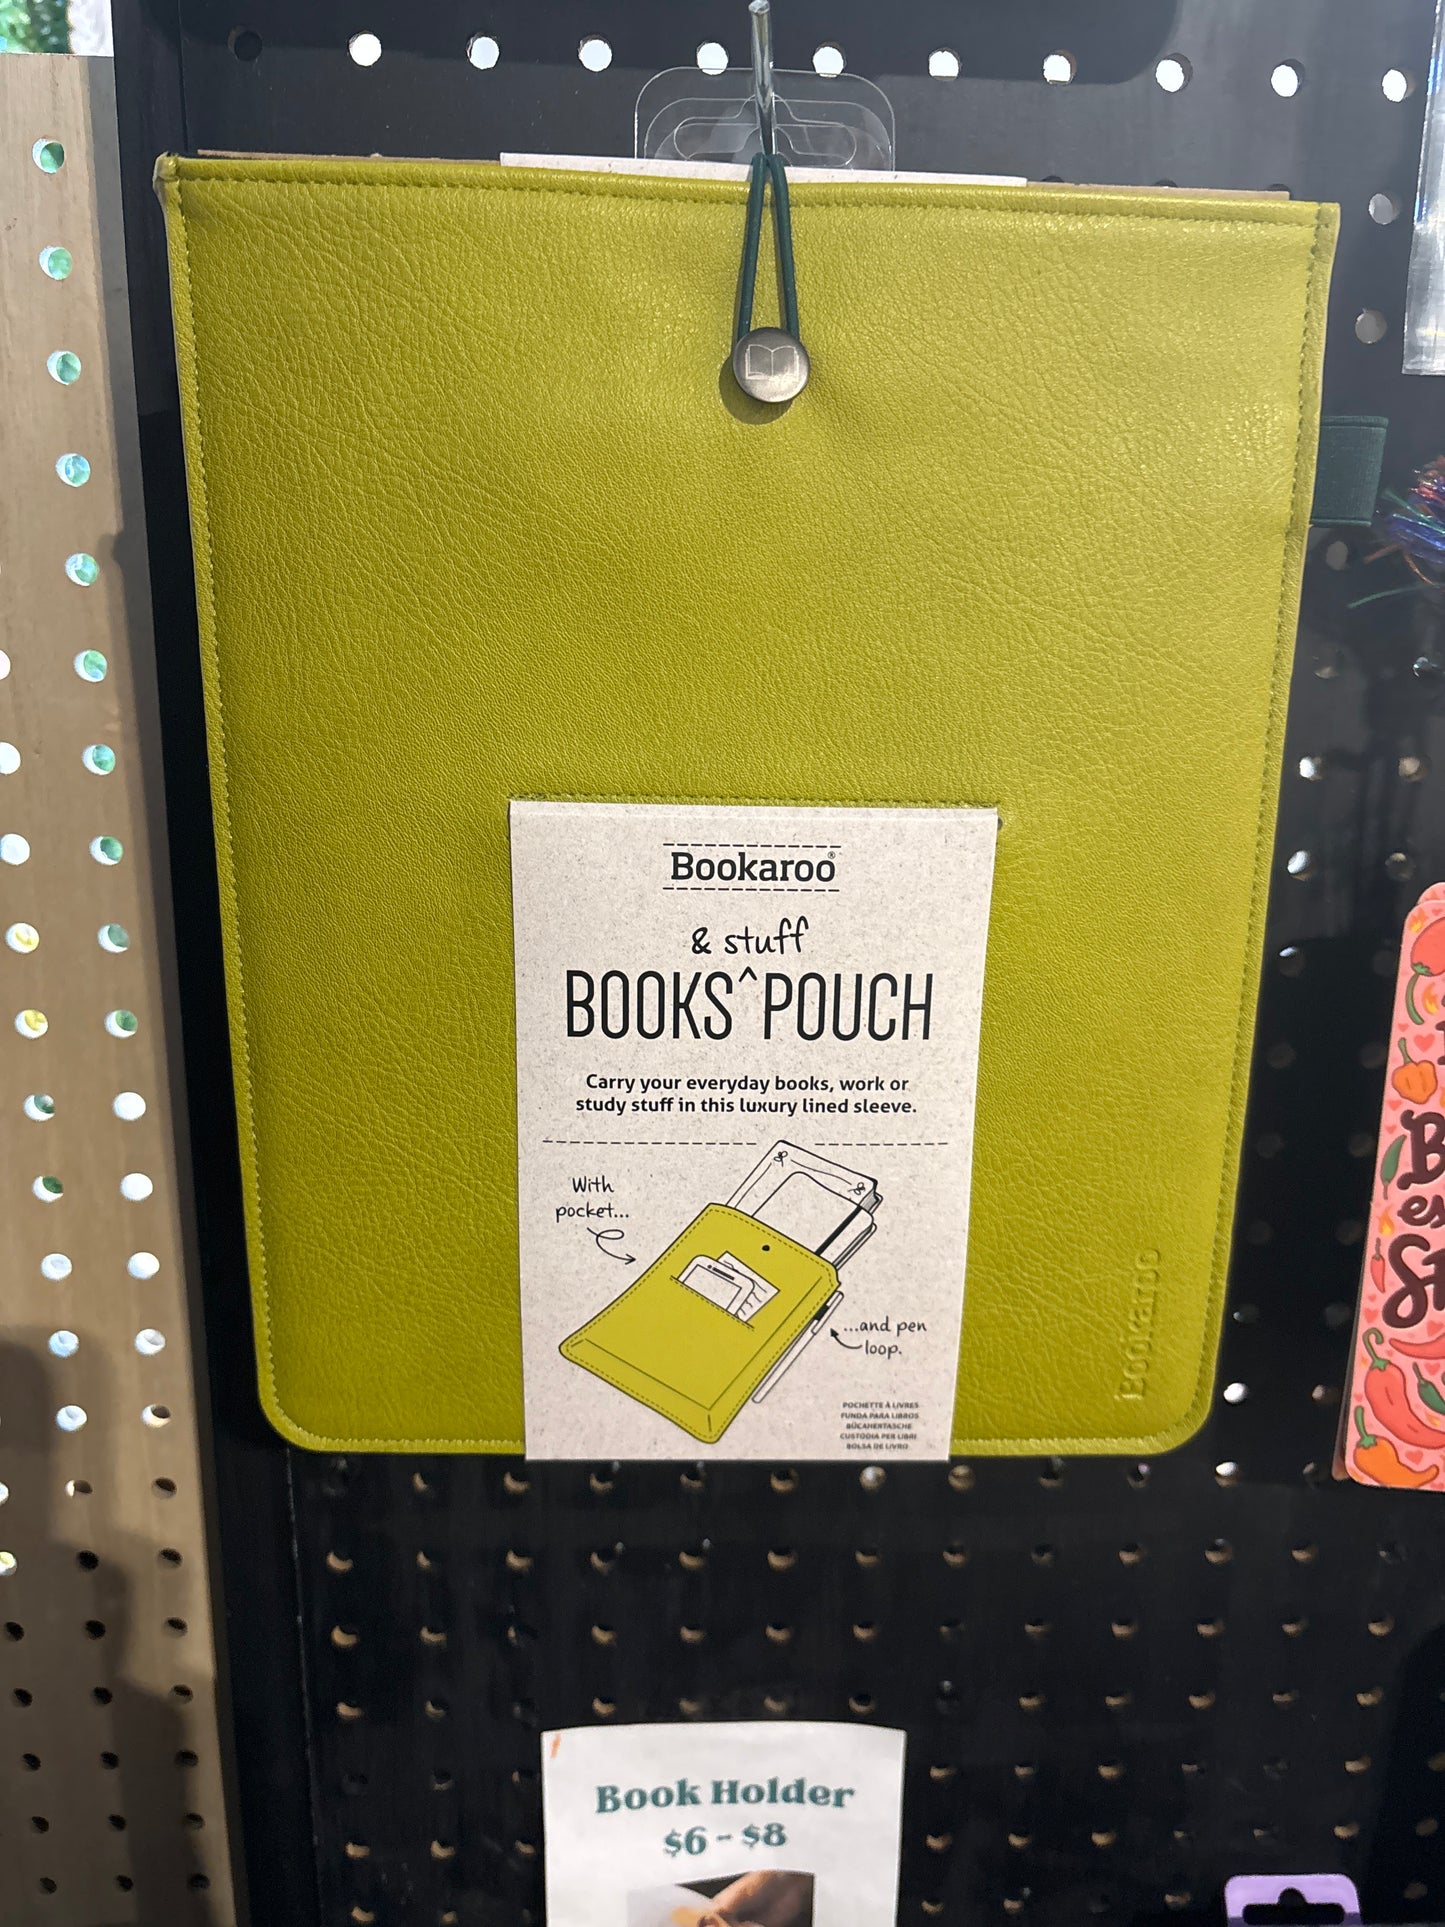 Bookaroo®
& stuff
BOOKS^POUCH
Carry your everyday books, work or
study stuff in this luxury lined sleeve.
With
pocket...
...and pen
loop.
POCHETTE À LIVRES
FUNDA PARA LIBROS
BÜCAHERTASCHE
CUSTODIA PER LIBRI
BOLSA DE LIVRO
bookaroo
Book Holder
$6 - $8